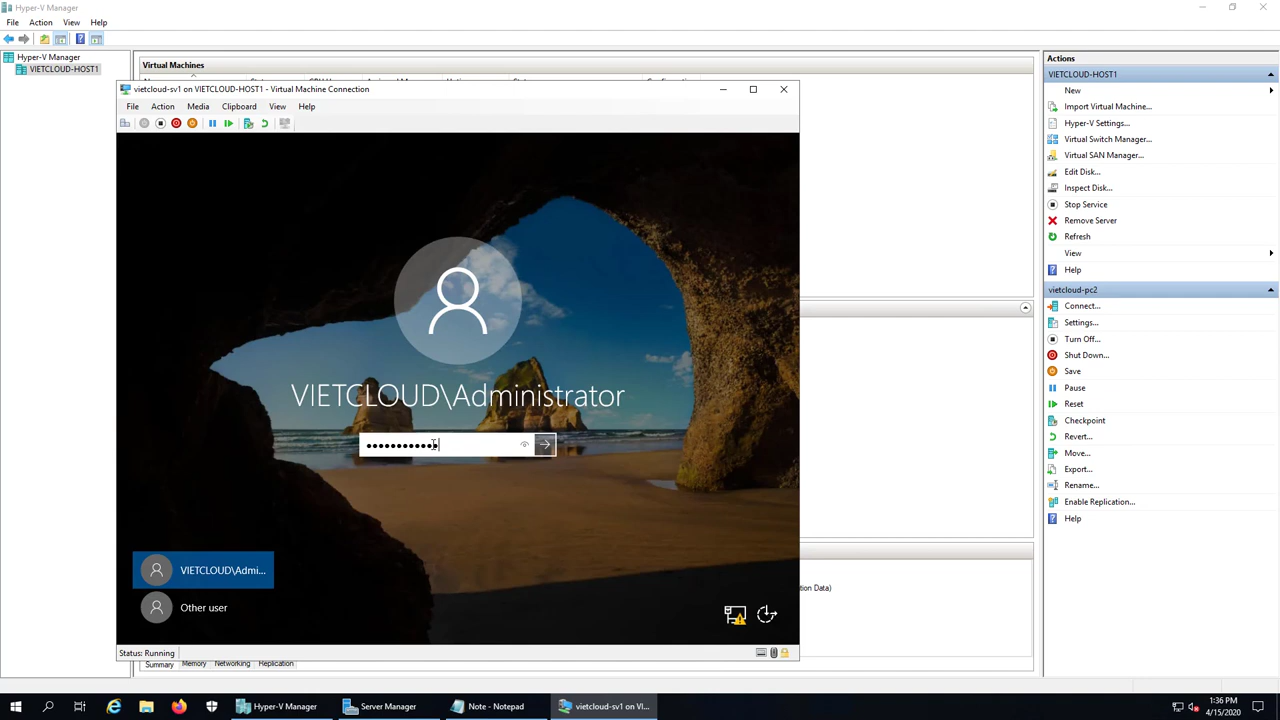 Hyper-V Manager
File Action View Help
Hyper-V Manager
VIETCLOUD-HOST1
Virtual Machines
vietcloud-sv1 on VIETCLOUD-HOST1 - Virtual Machine Connection
File Action Media Clipboard View Help
VIETCLOUD\Administrator
VIETCLOUD\Admi...
Other user
Status: Running
Summary Memory Networking Replication
tion Data)
Actions
VIETCLOUD-HOST1
New
Import Virtual Machine...
Hyper-V Settings...
Virtual Switch Manager...
Virtual SAN Manager...
Edit Disk...
Inspect Disk...
Stop Service
Remove Server
Refresh
View
Help
vietcloud-pc2
Connect...
Settings...
Turn Off...
Shut Down...
Save
Pause
Reset
Checkpoint
Revert...
Move...
Export...
Rename...
Enable Replication...
Help
Hyper-V Manager
Server Manager
Note - Notepad
vietcloud-sv1 on VI...
1:36 PM
4/15/2020